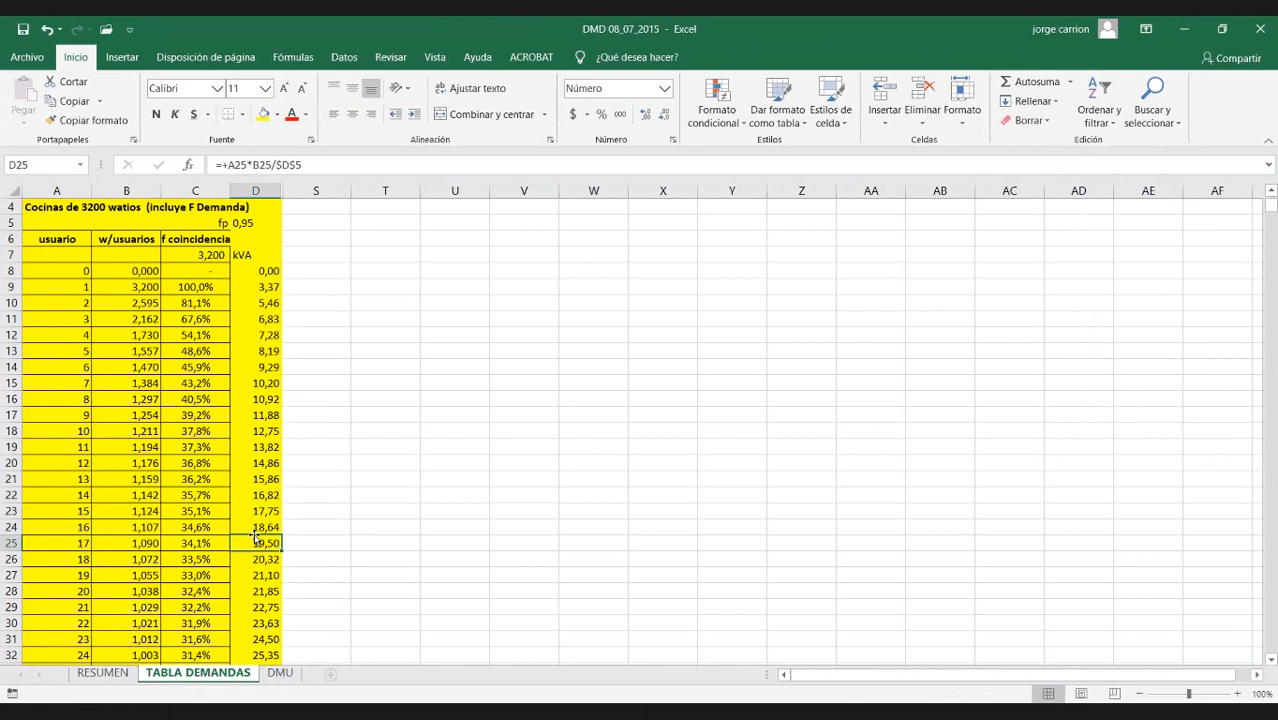 DMD 08_07_2015 - Excel
jorge carrion
Archivo Inicio Insertar Disposición de página Fórmulas Datos Revisar Vista Ayuda ACROBAT ¿Qué desea hacer? Compartir
Pegar
Cortar
Copiar
Copiar formato
Portapapeles
Calibri 11
N K S
Fuente
Ajustar texto
Combinar y centrar
Alineación
Número
$ % 000
Número
Formato condicional
Dar formato como tabla
Estilos de celda
Estilos
Insertar Eliminar Formato
Celdas
Autosuma
Rellenar
Borrar
Ordenar y filtrar
Buscar y seleccionar
Edición
D25 fx =+A25*B25/$D$5
A B C D S T U V W X Y Z AA AB AC AD AE AF
4 Cocinas de 3200 watios (incluye F Demanda)
5 fp 0,95
6 usuario w/usuarios f coincidencia
7 3,200 kVA
8 0 0,000 - 0,00
9 1 3,200 100,0% 3,37
10 2 2,595 81,1% 5,46
11 3 2,162 67,6% 6,83
12 4 1,730 54,1% 7,28
13 5 1,557 48,6% 8,19
14 6 1,470 45,9% 9,29
15 7 1,384 43,2% 10,20
16 8 1,297 40,5% 10,92
17 9 1,254 39,2% 11,88
18 10 1,211 37,8% 12,75
19 11 1,194 37,3% 13,82
20 12 1,176 36,8% 14,86
21 13 1,159 36,2% 15,86
22 14 1,142 35,7% 16,82
23 15 1,124 35,1% 17,75
24 16 1,107 34,6% 18,64
25 17 1,090 34,1% 19,50
26 18 1,072 33,5% 20,32
27 19 1,055 33,0% 21,10
28 20 1,038 32,4% 21,85
29 21 1,029 32,2% 22,75
30 22 1,021 31,9% 23,63
31 23 1,012 31,6% 24,50
32 24 1,003 31,4% 25,35
RESUMEN TABLA DEMANDAS DMU
100%